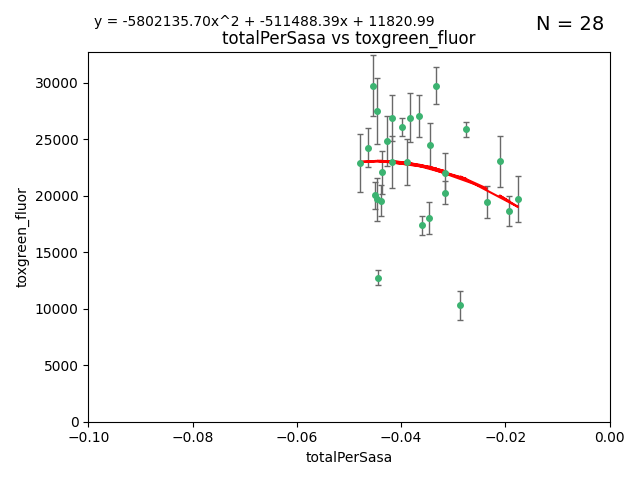 y = -5802135.70x^2 + -511488.39x + 11820.99
N = 28
totalPerSasa vs toxgreen_fluor
toxgreen_fluor
30000
25000
20000
15000
10000
5000
0
−0.10 −0.08 −0.06 −0.04 −0.02 0.00
totalPerSasa